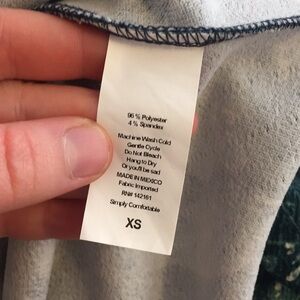 96 % Polyester
4 % Spandex
Machine Wash Cold
Gentle Cycle
Do Not Bleach
Hang to Dry
Or you'll be sad
MADE IN MEXICO
Fabric Imported
RN# 142161
Simply Comfortable
XS